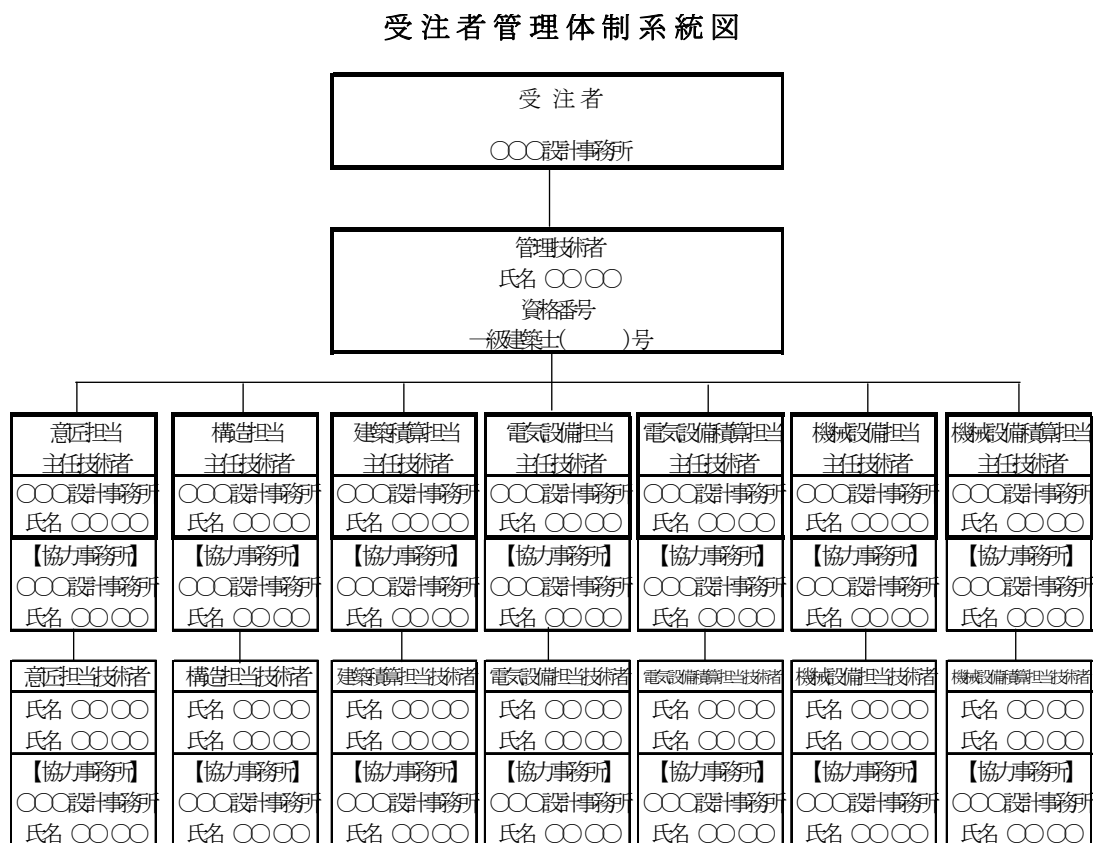 受注者管理体制系統図
受 注 者
○○○設計事務所
管理技術者
氏名 ○○ ○○
資格番号
一級建築士(　　　)号
意匠担当
主任技術者
○○○設計事務所
氏名 ○○ ○○
【協力事務所】
○○○設計事務所
氏名 ○○ ○○
構造担当
主任技術者
○○○設計事務所
氏名 ○○ ○○
【協力事務所】
○○○設計事務所
氏名 ○○ ○○
建築積算担当
主任技術者
○○○設計事務所
氏名 ○○ ○○
【協力事務所】
○○○設計事務所
氏名 ○○ ○○
電気設備担当
主任技術者
○○○設計事務所
氏名 ○○ ○○
【協力事務所】
○○○設計事務所
氏名 ○○ ○○
電気設備積算担当
主任技術者
○○○設計事務所
氏名 ○○ ○○
【協力事務所】
○○○設計事務所
氏名 ○○ ○○
機械設備担当
主任技術者
○○○設計事務所
氏名 ○○ ○○
【協力事務所】
○○○設計事務所
氏名 ○○ ○○
機械設備積算担当
主任技術者
○○○設計事務所
氏名 ○○ ○○
【協力事務所】
○○○設計事務所
氏名 ○○ ○○
意匠担当技術者
氏名 ○○ ○○
氏名 ○○ ○○
【協力事務所】
○○○設計事務所
氏名 ○○ ○○
構造担当技術者
氏名 ○○ ○○
氏名 ○○ ○○
【協力事務所】
○○○設計事務所
氏名 ○○ ○○
建築積算担当技術者
氏名 ○○ ○○
氏名 ○○ ○○
【協力事務所】
○○○設計事務所
氏名 ○○ ○○
電気設備担当技術者
氏名 ○○ ○○
氏名 ○○ ○○
【協力事務所】
○○○設計事務所
氏名 ○○ ○○
電気設備積算担当技術者
氏名 ○○ ○○
氏名 ○○ ○○
【協力事務所】
○○○設計事務所
氏名 ○○ ○○
機械設備担当技術者
氏名 ○○ ○○
氏名 ○○ ○○
【協力事務所】
○○○設計事務所
氏名 ○○ ○○
機械設備積算担当技術者
氏名 ○○ ○○
氏名 ○○ ○○
【協力事務所】
○○○設計事務所
氏名 ○○ ○○